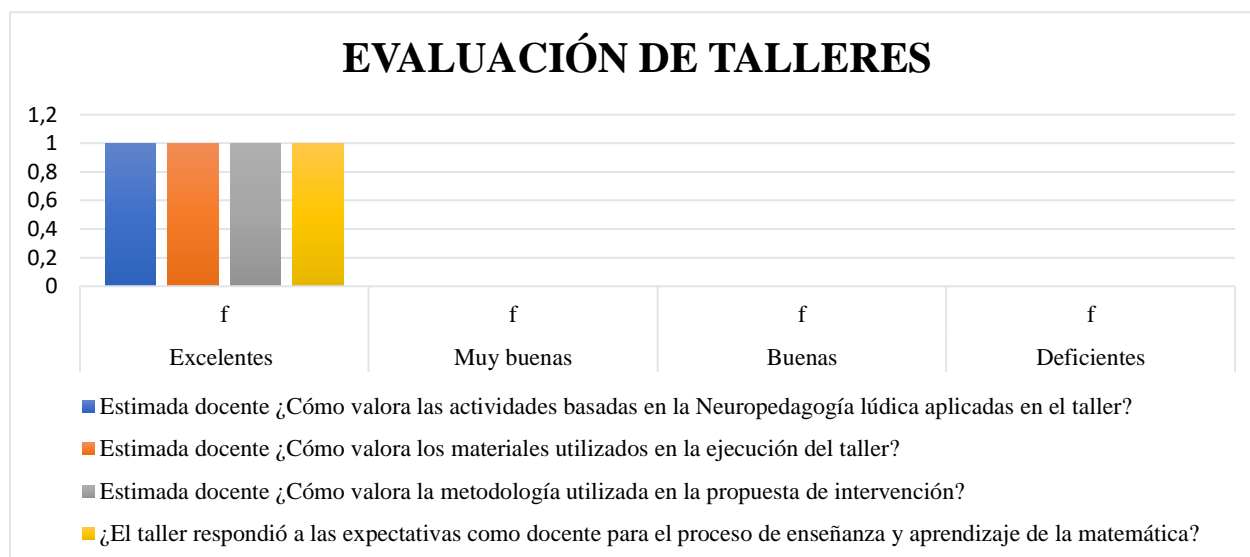 EVALUACIÓN DE TALLERES
1,2
1
0,8
0,6
0,4
0,2
0
f f f f
Excelentes Muy buenas Buenas Deficientes
Estimada docente ¿Cómo valora las actividades basadas en la Neuropedagogía lúdica aplicadas en el taller?
Estimada docente ¿Cómo valora los materiales utilizados en la ejecución del taller?
Estimada docente ¿Cómo valora la metodología utilizada en la propuesta de intervención?
¿El taller respondió a las expectativas como docente para el proceso de enseñanza y aprendizaje de la matemática?